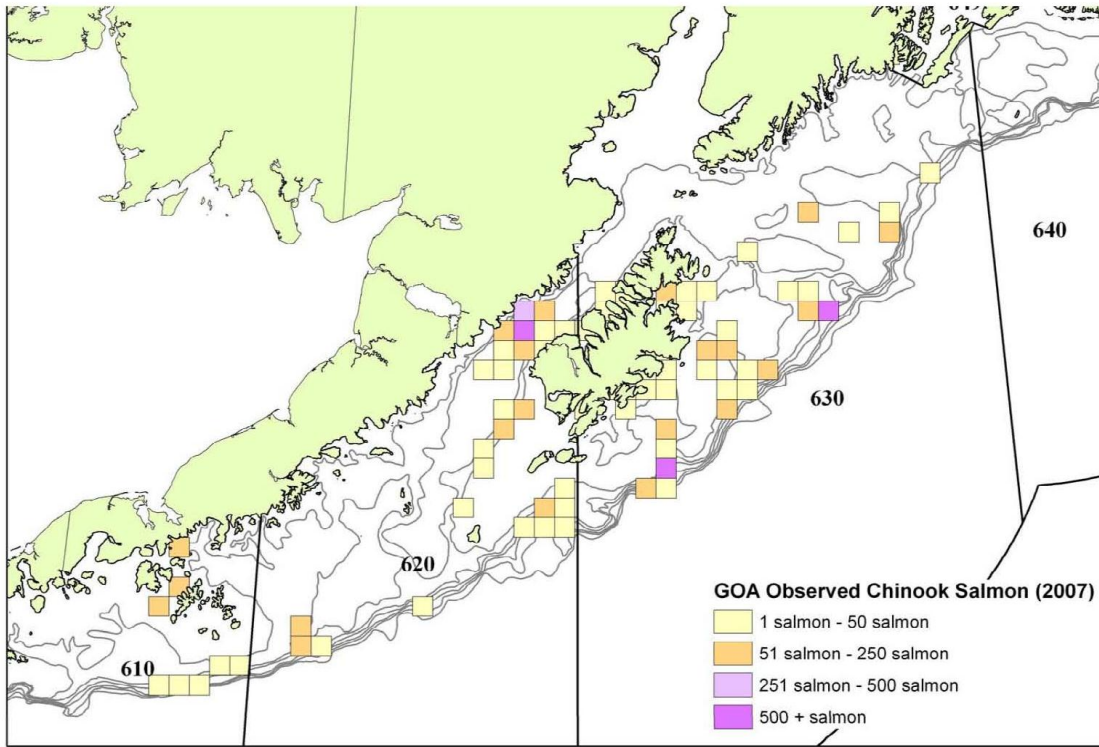 640
630
620
610
GOA Observed Chinook Salmon (2007)
1 salmon - 50 salmon
51 salmon - 250 salmon
251 salmon - 500 salmon
500 + salmon